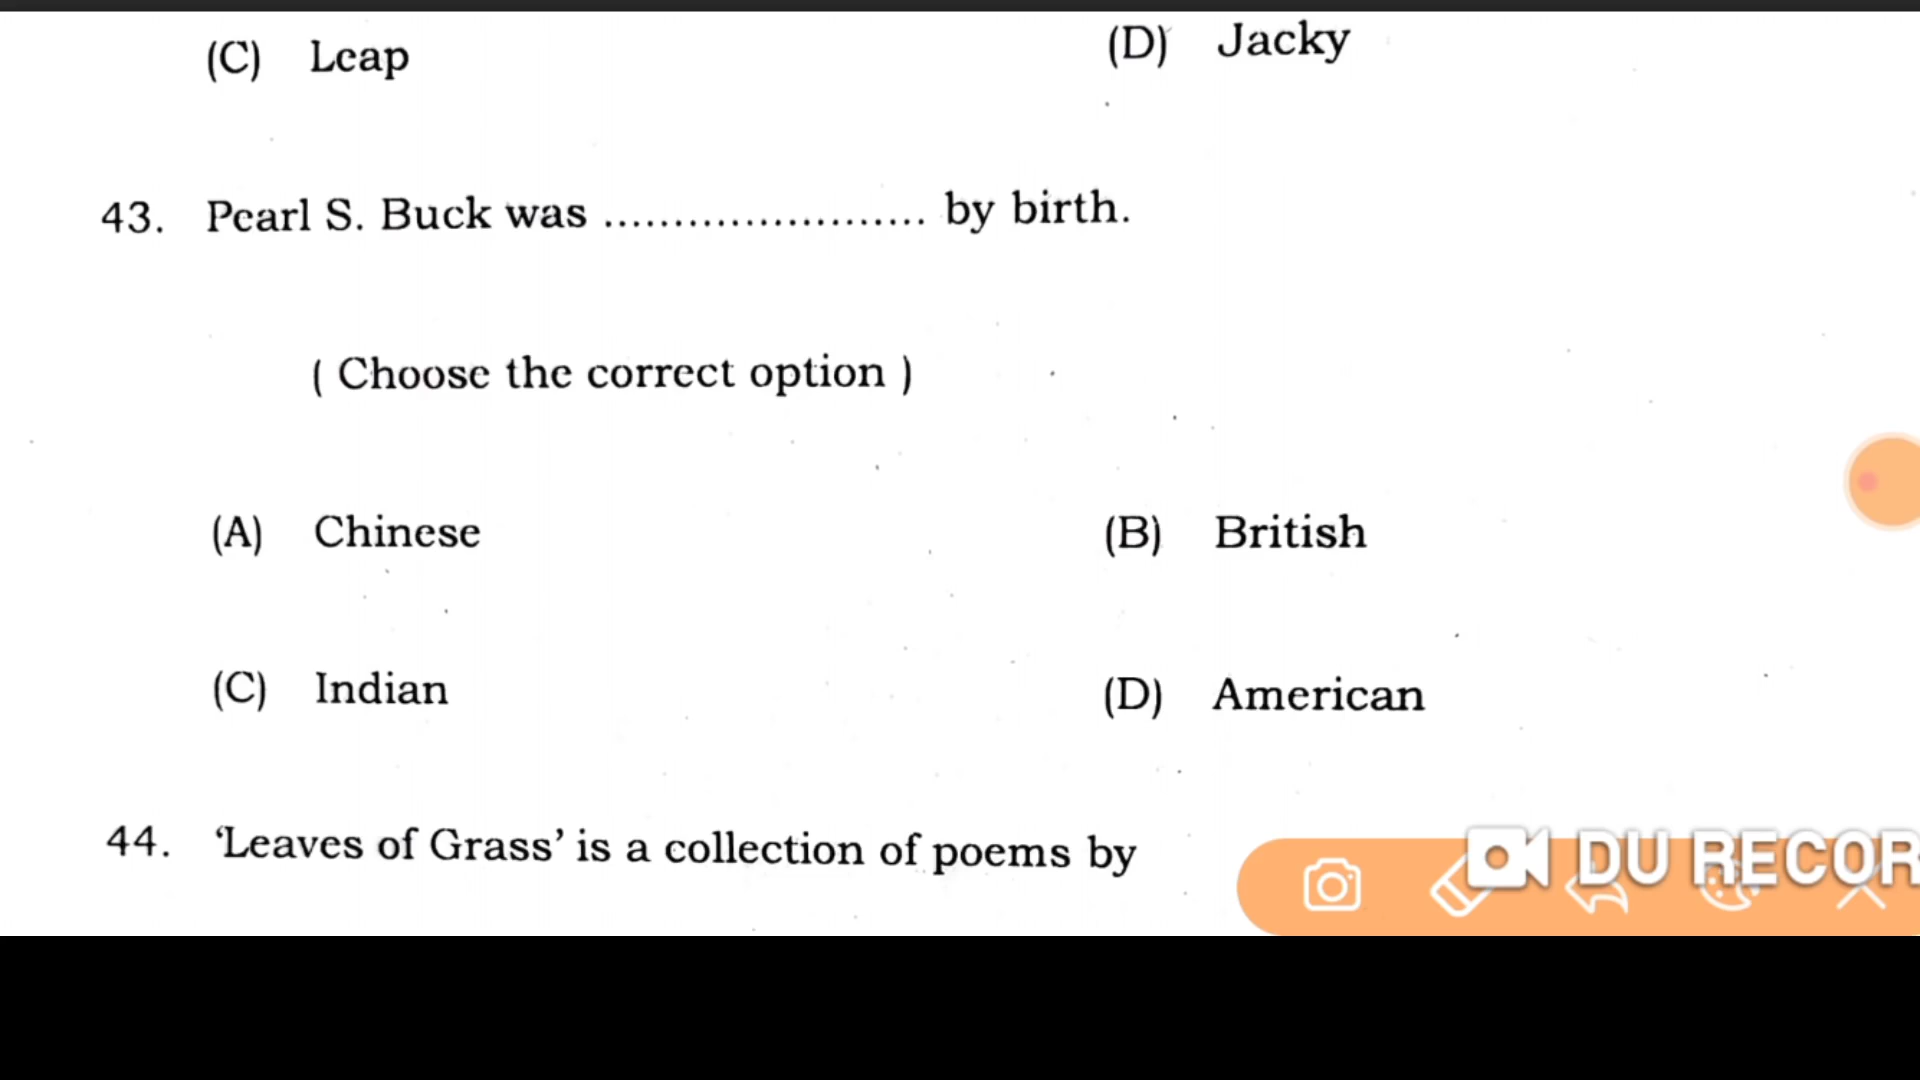 (C) Leap (D) Jacky
43. Pearl S. Buck was ....................... by birth.
( Choose the correct option )
(A) Chinese (B) British
(C) Indian (D) American
44. ‘Leaves of Grass’ is a collection of poems by
DU RECOR